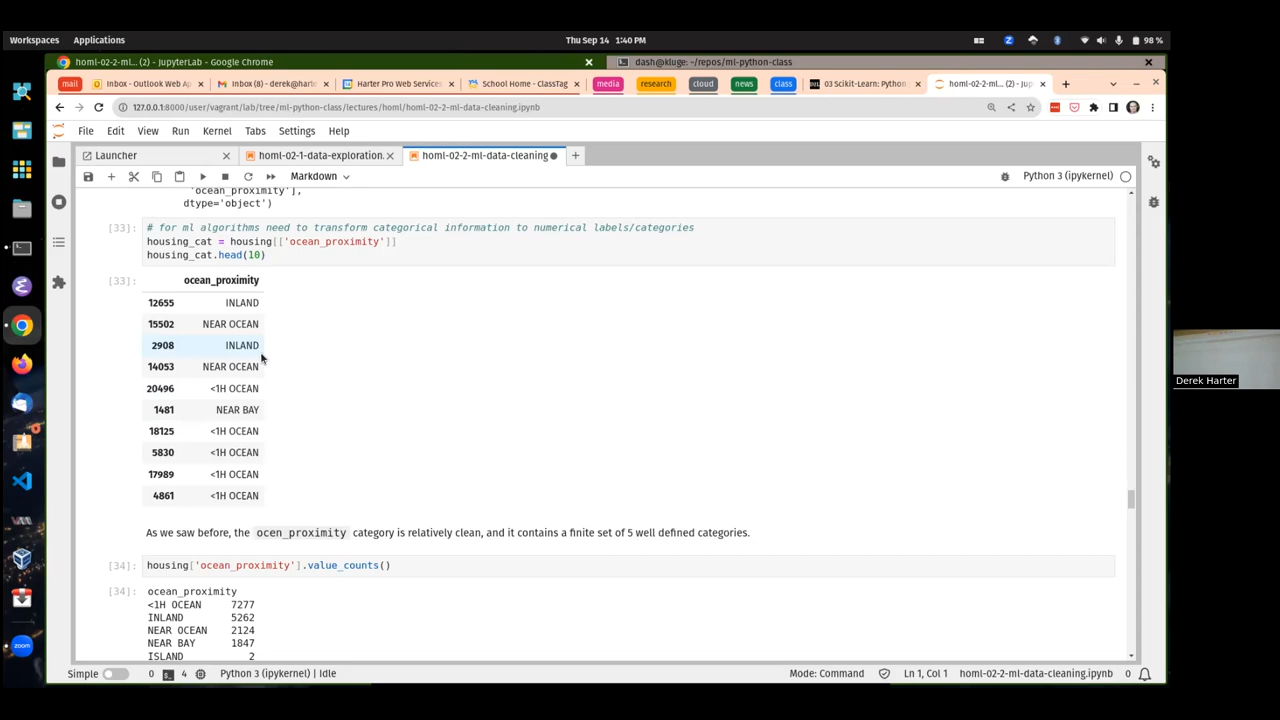 Workspaces Applications Thu Sep 14 1:40 PM 98 %
homl-02-2-ml-data-cleaning... (2) - JupyterLab - Google Chrome dash@kluge: ~/repos/ml-python-class
mail Inbox - Outlook Web Ap Inbox (8) - derek@harto Harter Pro Web Services School Home - ClassTag media research cloud news class 03 Scikit-Learn: Python homl-02-2-ml-dat... (2) - Jup
127.0.0.1:8000/user/vagrant/lab/tree/ml-python-class/lectures/homl/homl-02-2-ml-data-cleaning.ipynb
File Edit View Run Kernel Tabs Settings Help
Launcher homl-02-1-data-exploration. homl-02-2-ml-data-cleaning
Markdown Python 3 (ipykernel)
'ocean_proximity'],
dtype='object')
[33]: # for ml algorithms need to transform categorical information to numerical labels/categories
housing_cat = housing[['ocean_proximity']]
housing_cat.head(10)
[33]: ocean_proximity
12655 INLAND
15502 NEAR OCEAN
2908 INLAND
14053 NEAR OCEAN
20496 <1H OCEAN
1481 NEAR BAY
18125 <1H OCEAN
5830 <1H OCEAN
17989 <1H OCEAN
4861 <1H OCEAN
As we saw before, the ocen_proximity category is relatively clean, and it contains a finite set of 5 well defined categories.
[34]: housing['ocean_proximity'].value_counts()
[34]: ocean_proximity
<1H OCEAN 7277
INLAND 5262
NEAR OCEAN 2124
NEAR BAY 1847
ISLAND 2
Simple 0 4 Python 3 (ipykernel) | Idle Mode: Command Ln 1, Col 1 homl-02-2-ml-data-cleaning.ipynb 0
Derek Harter
zoom